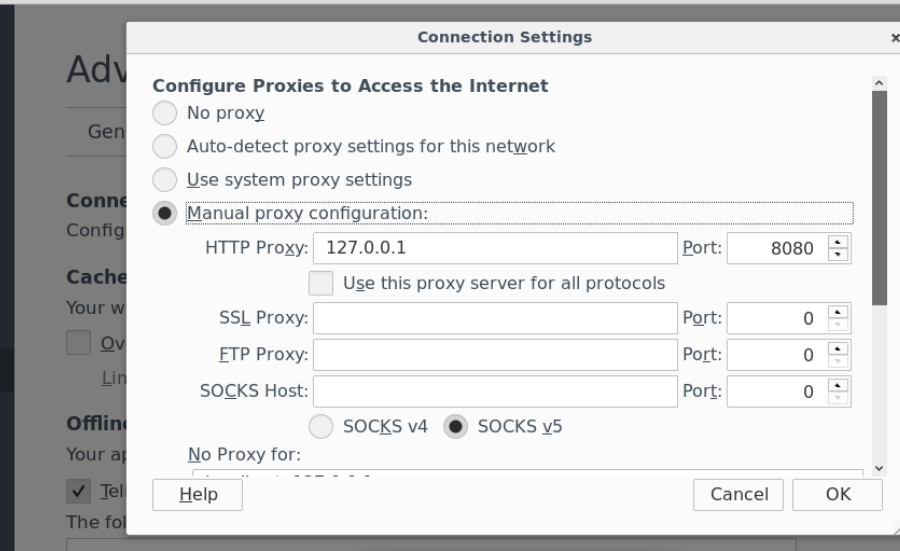 Connection Settings
×
Adv
Configure Proxies to Access the Internet
No proxy
Gen
Auto-detect proxy settings for this network
Use system proxy settings
Conne
Manual proxy configuration:
Config
HTTP Proxy: 127.0.0.1 Port: 8080
Cache
Use this proxy server for all protocols
Your w
SSL Proxy: Port: 0
Ov
FTP Proxy: Port: 0
Lin
SOCKS Host: Port: 0
Offlin
SOCKS v4 SOCKS v5
Your ap
No Proxy for:
Tell
Help Cancel OK
The fol